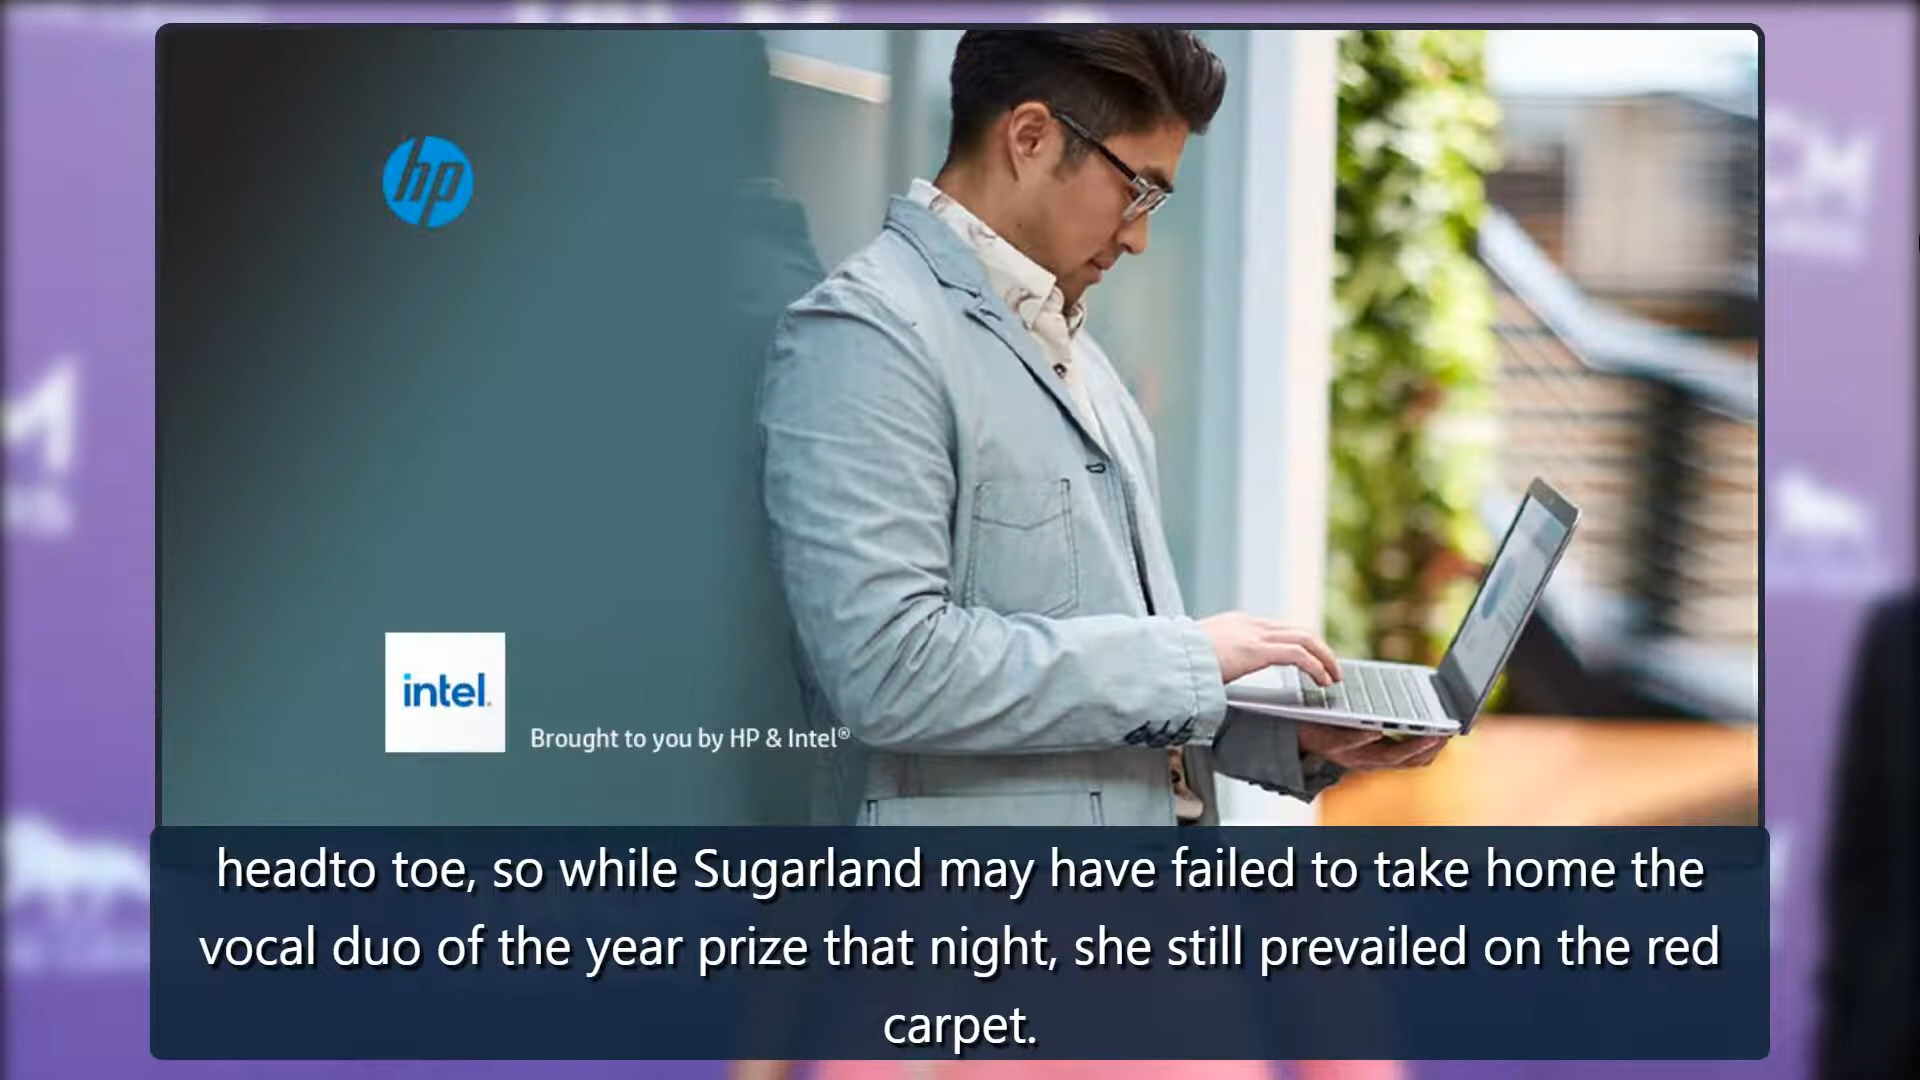 hp
intel.
Brought to you by HP & Intel®
headto toe, so while Sugarland may have failed to take home the
vocal duo of the year prize that night, she still prevailed on the red
carpet.